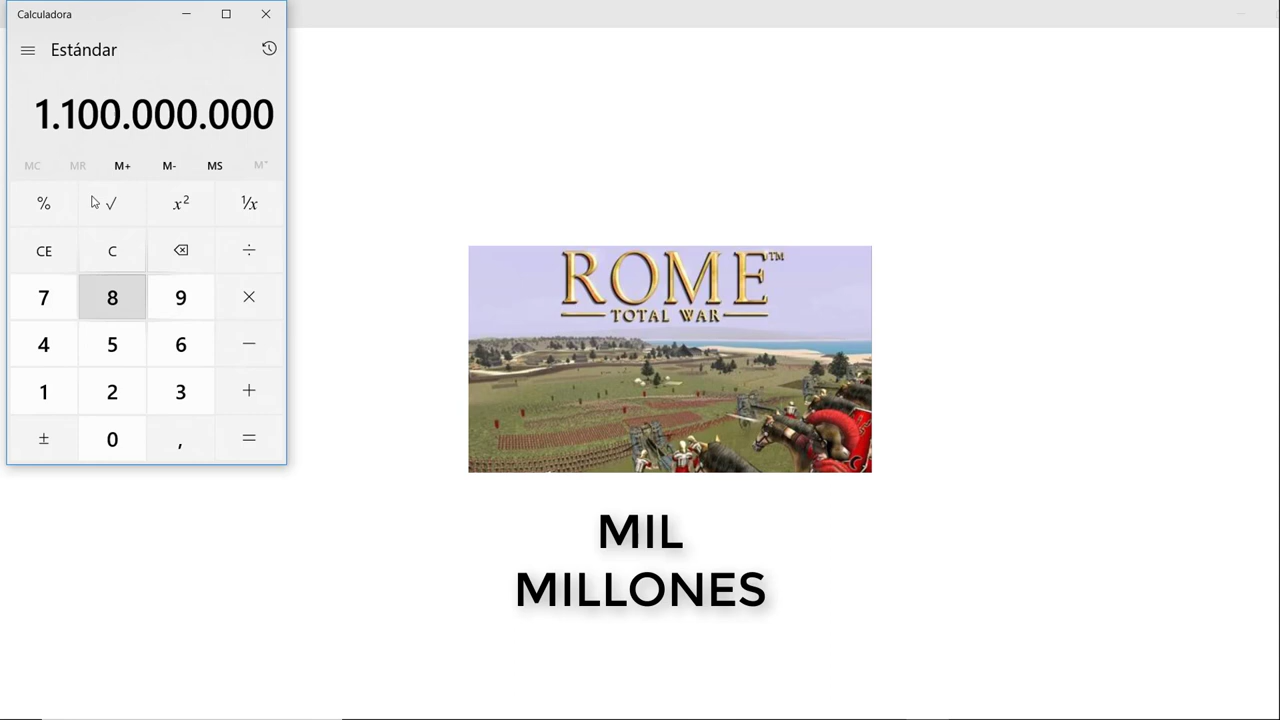 Calculadora
Estándar
1.100.000.000
MC MR M+ M- MS M˅
% √ x² ¹/x
CE C ÷
7 8 9 ×
4 5 6 −
1 2 3 +
± 0 , =
ROME™
TOTAL WAR
MIL
MILLONES